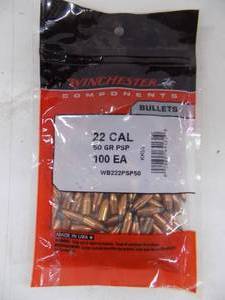 WINCHESTER
COMPONENTS
BULLETS
22 CAL
50 GR PSP
100 EA
WB222PSP50
MADE IN USA